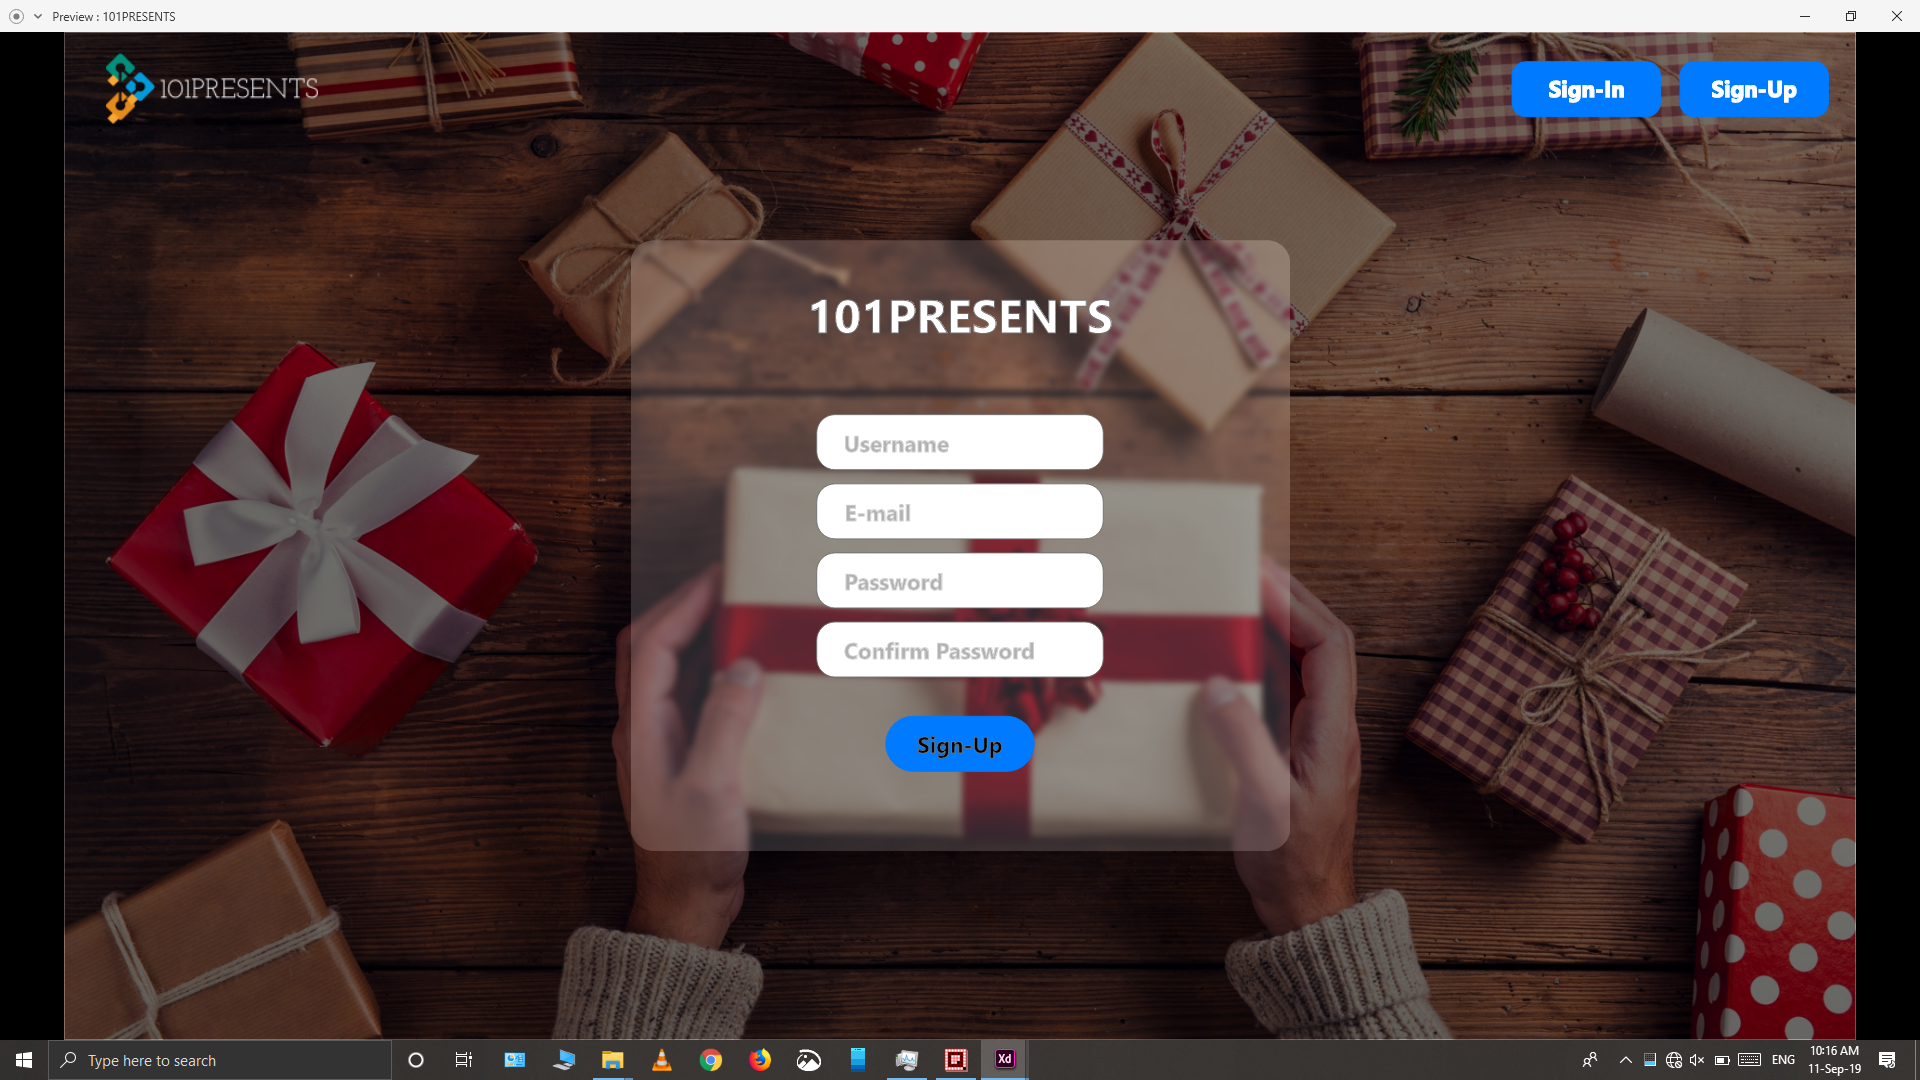 Preview : 101PRESENTS
101PRESENTS
Sign-In
Sign-Up
101PRESENTS
Username
E-mail
Password
Confirm Password
Sign-Up
Type here to search
Xd
ENG
10:16 AM
11-Sep-19